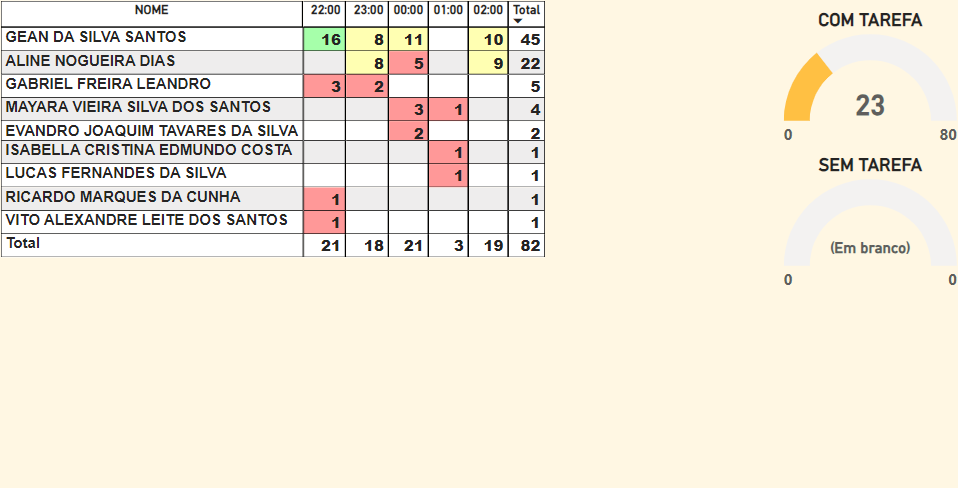 NOME 22:00 23:00 00:00 01:00 02:00 Total
GEAN DA SILVA SANTOS 16 8 11 10 45
ALINE NOGUEIRA DIAS 8 5 9 22
GABRIEL FREIRA LEANDRO 3 2 5
MAYARA VIEIRA SILVA DOS SANTOS 3 1 4
EVANDRO JOAQUIM TAVARES DA SILVA 2 2
ISABELLA CRISTINA EDMUNDO COSTA 1 1
LUCAS FERNANDES DA SILVA 1 1
RICARDO MARQUES DA CUNHA 1 1
VITO ALEXANDRE LEITE DOS SANTOS 1 1
Total 21 18 21 3 19 82
COM TAREFA
23
0 80
SEM TAREFA
(Em branco)
0 0